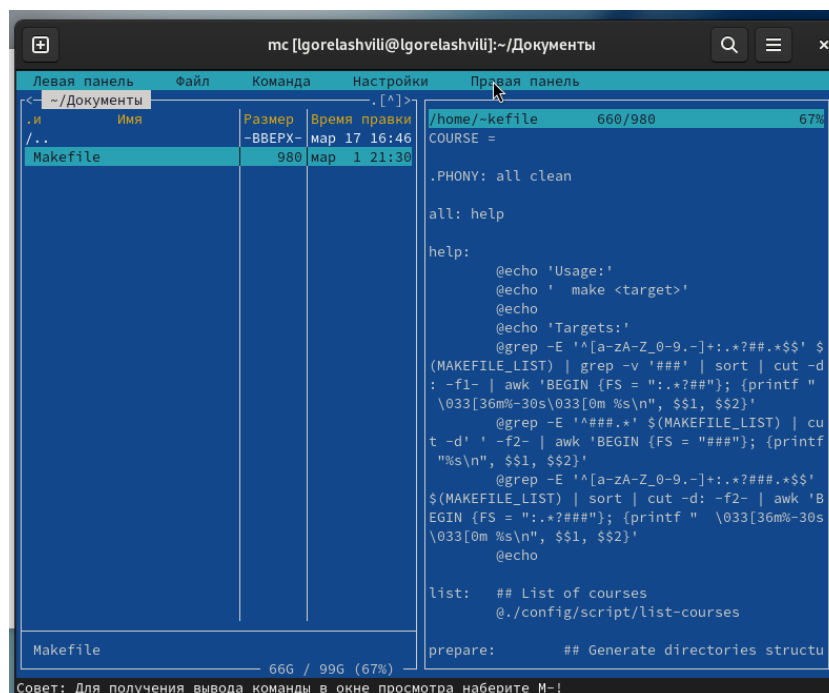 mc [lgorelashvili@lgorelashvili]:~/Документы
Левая панель Файл Команда Настройки Правая панель
<- ~/Документы .[^]>
.и Имя Размер Время правки
/.. -ВВЕРХ- мар 17 16:46
Makefile 980 мар 1 21:30
Makefile
66G / 99G (67%)
/home/~kefile 660/980 67%
COURSE =
.PHONY: all clean
all: help
help:
@echo 'Usage:'
@echo ' make <target>'
@echo
@echo 'Targets:'
@grep -E '^[a-zA-Z_0-9.-]+:.*?##.*$$' $
(MAKEFILE_LIST) | grep -v '###' | sort | cut -d
: -f1- | awk 'BEGIN {FS = ":.*?##"}; {printf "
\033[36m%-30s\033[0m %s\n", $$1, $$2}'
@grep -E '^###.*' $(MAKEFILE_LIST) | cu
t -d' ' -f2- | awk 'BEGIN {FS = "###"}; {printf
"%s\n", $$1, $$2}'
@grep -E '^[a-zA-Z_0-9.-]+:.*?###.*$$'
$(MAKEFILE_LIST) | sort | cut -d: -f2- | awk 'B
EGIN {FS = ":.*?###"}; {printf " \033[36m%-30s
\033[0m %s\n", $$1, $$2}'
@echo
list: ## List of courses
@./config/script/list-courses
prepare: ## Generate directories structu
Совет: Для получения вывода команды в окне просмотра наберите M-!